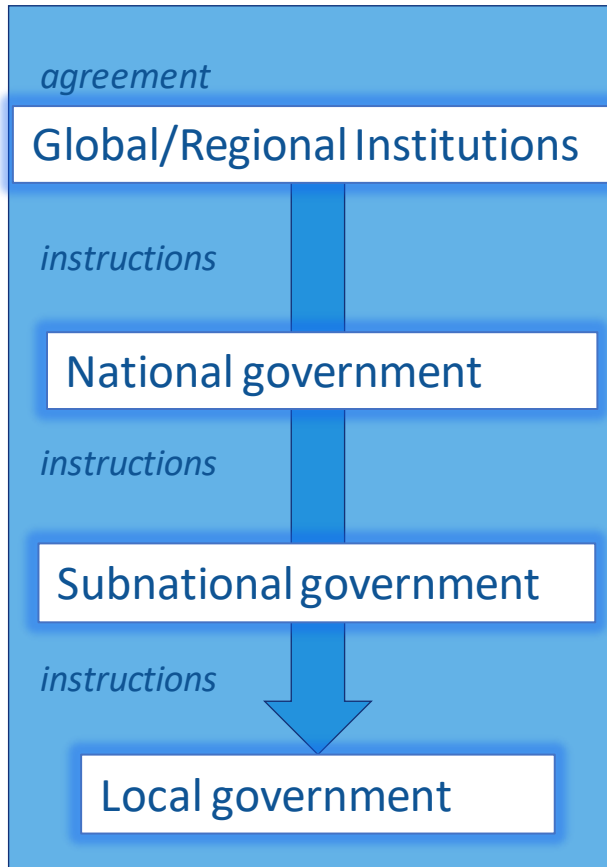 agreement
Global/Regional Institutions
instructions
National government
instructions
Subnational government
instructions
Local government